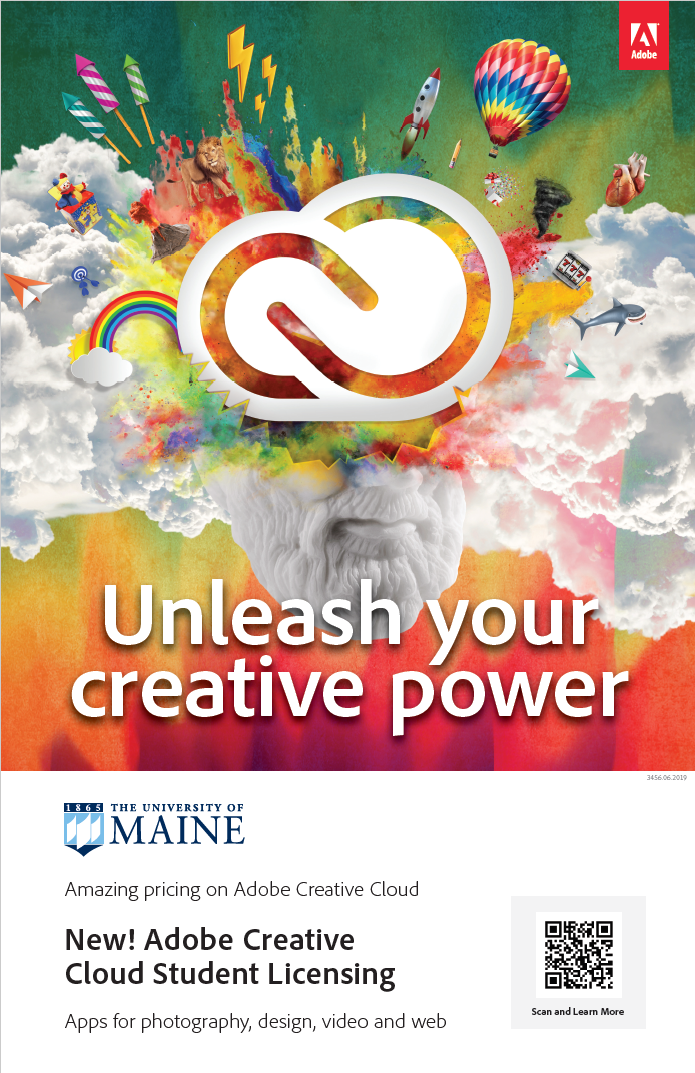 Adobe
777
Unleash your
creative power
3456.06.2019
1865 THE UNIVERSITY OF
MAINE
Amazing pricing on Adobe Creative Cloud
New! Adobe Creative
Cloud Student Licensing
Scan and Learn More
Apps for photography, design, video and web